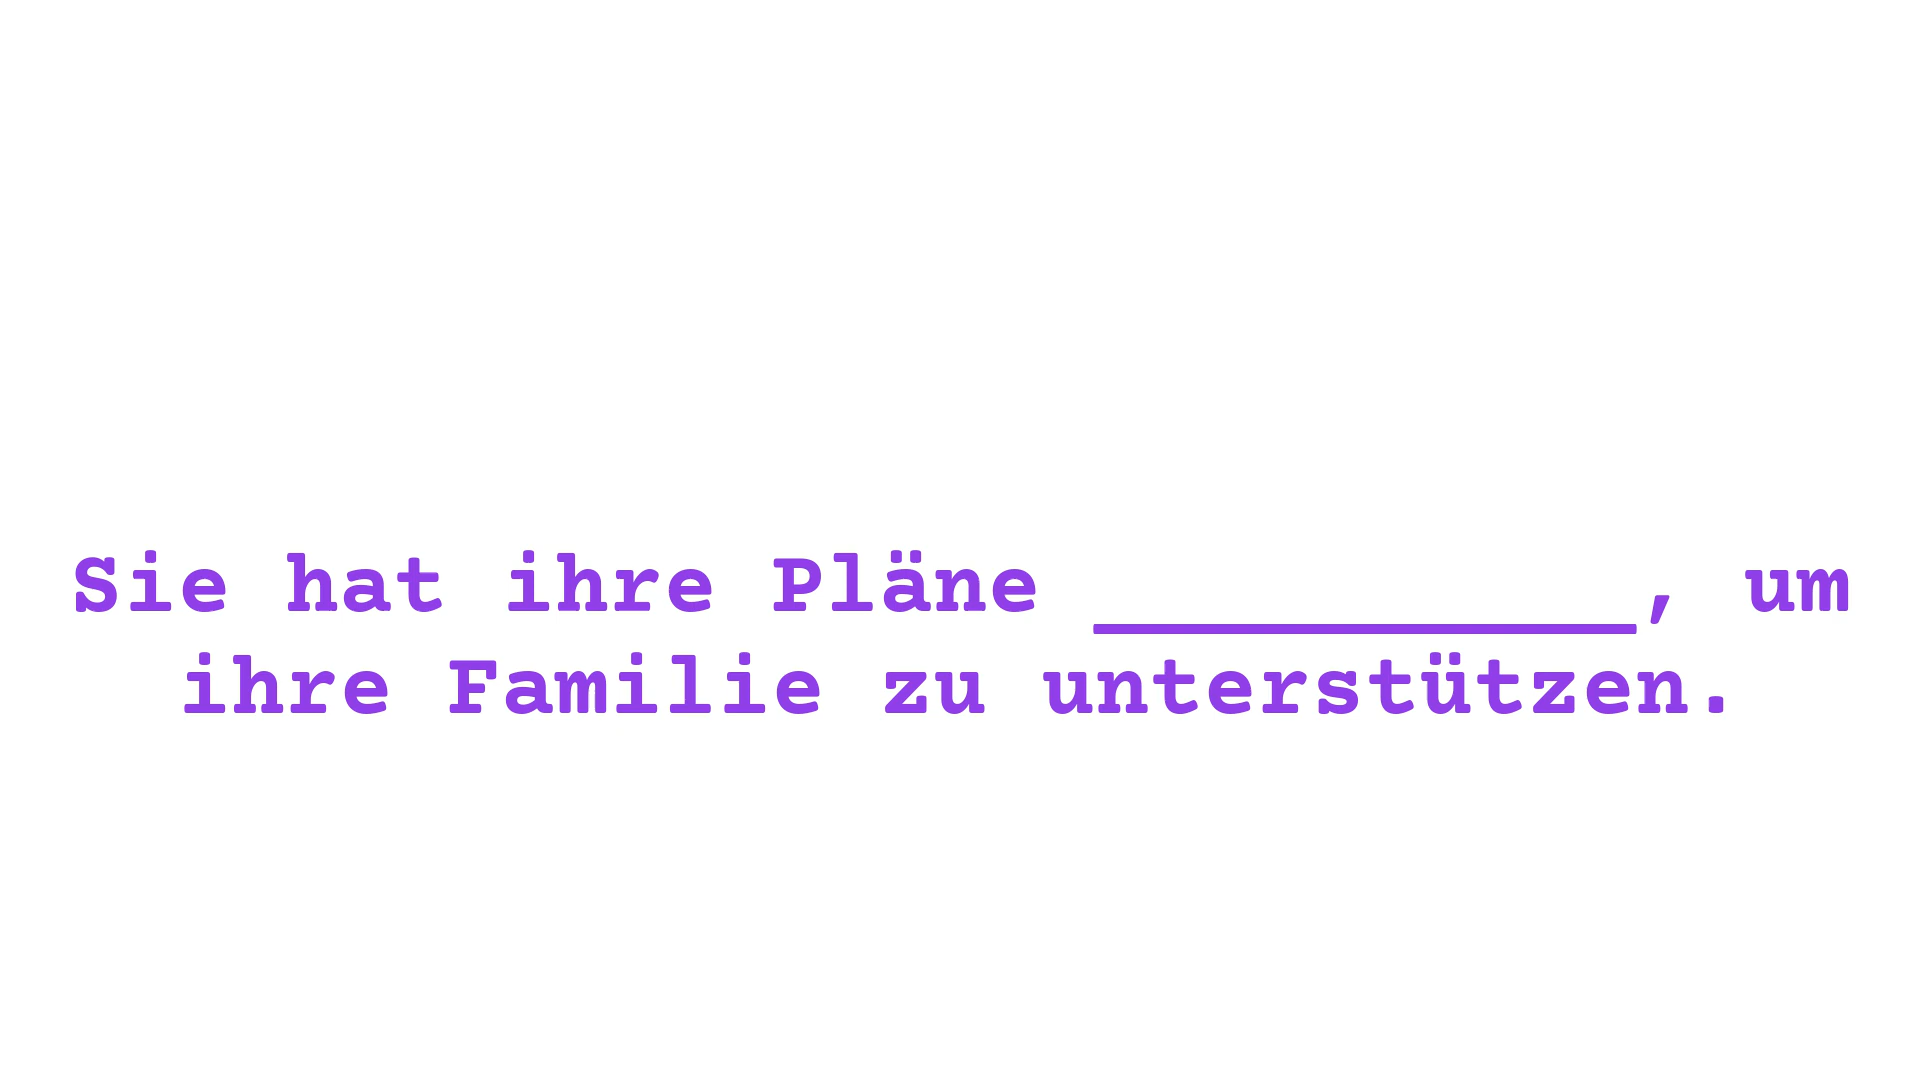 Sie hat ihre Pläne __________, um
ihre Familie zu unterstützen.